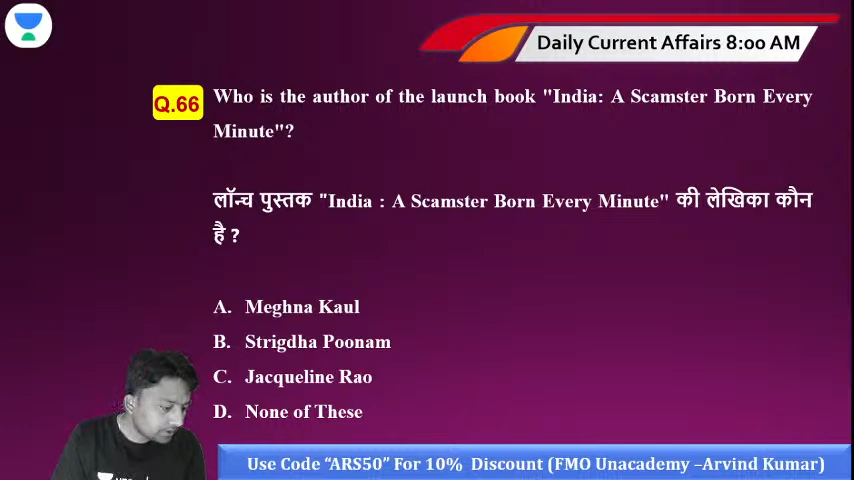 Daily Current Affairs 8:00 AM
Q.66
Who is the author of the launch book "India: A Scamster Born Every
Minute"?
लॉन्च पुस्तक "India : A Scamster Born Every Minute" की लेखिका कौन
है ?
A. Meghna Kaul
B. Strigdha Poonam
C. Jacqueline Rao
D. None of These
Use Code “ARS50” For 10% Discount (FMO Unacademy –Arvind Kumar)